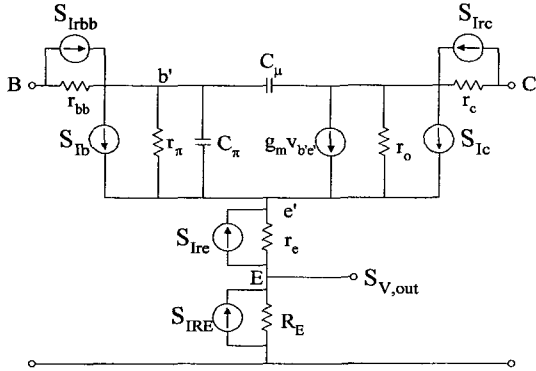 S_Irbb
S_Irc
B
b'
C_μ
C
r_bb
r_c
S_Ib
r_π
C_π
g_m v_b'e'
r_o
S_Ic
e'
S_Ire
r_e
E
S_V,out
S_IRE
R_E